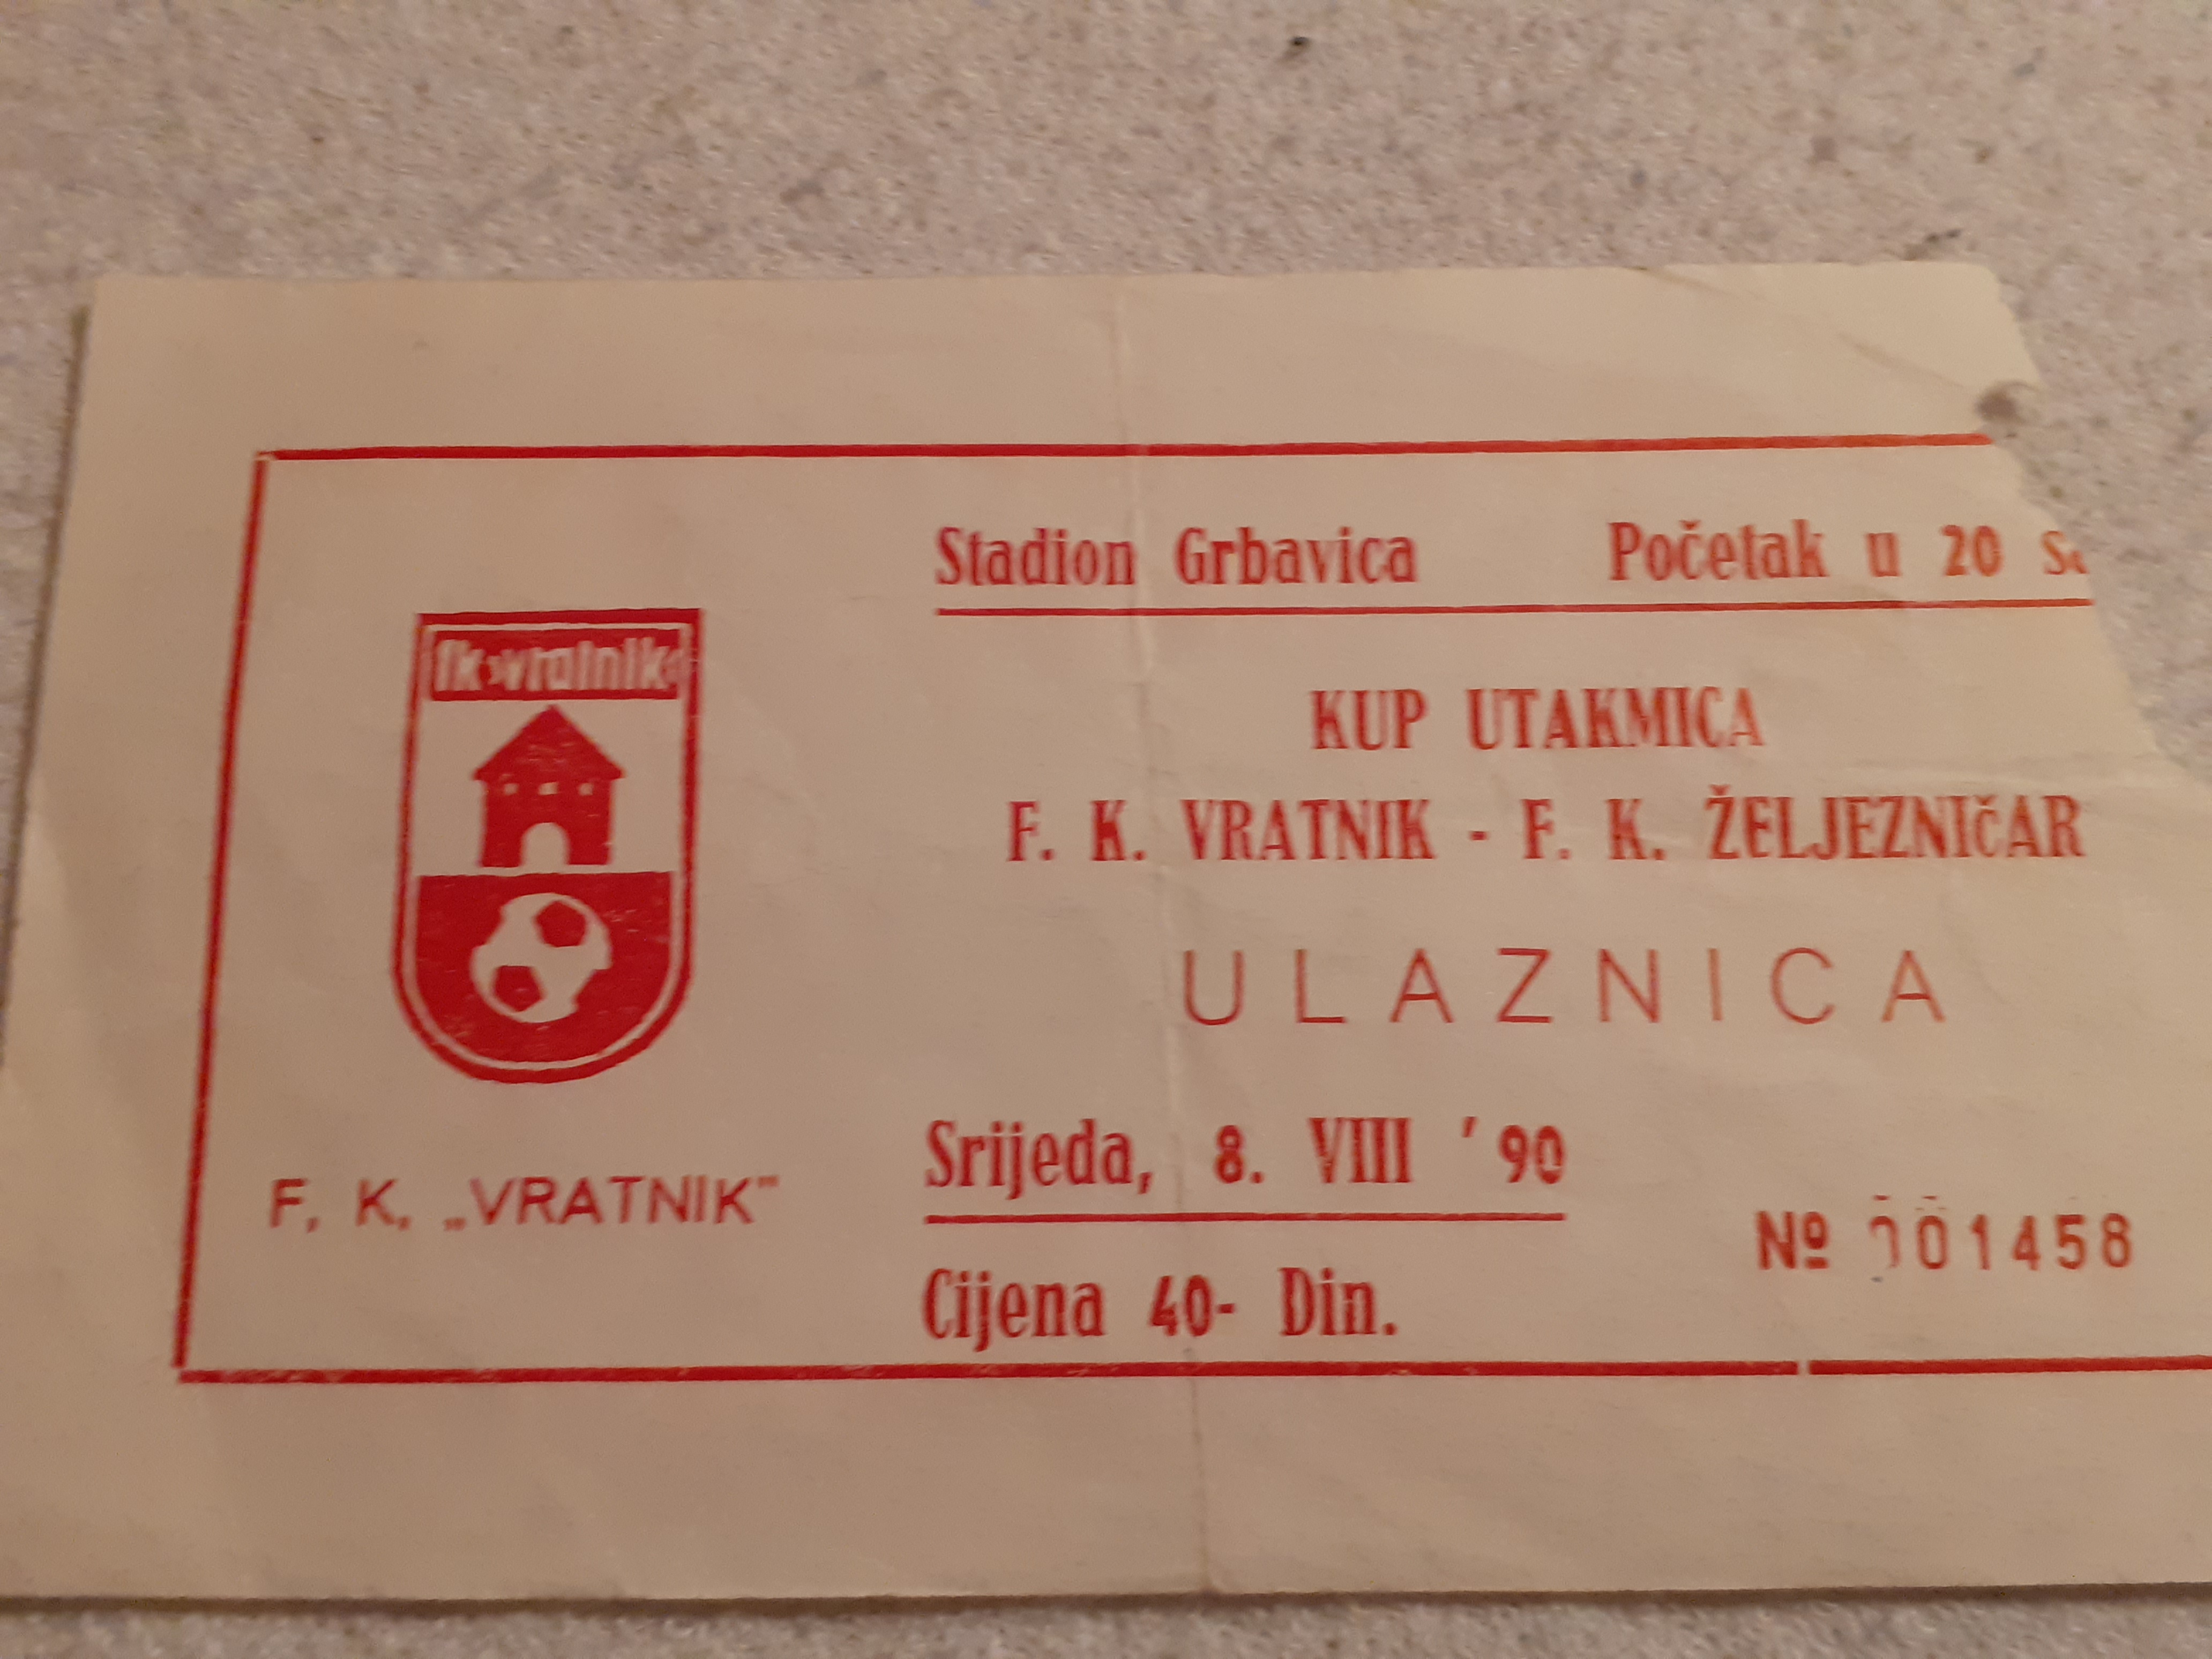 Stadion Grbavica Početak u 20
fk»vratnik«
KUP UTAKMICA
F. K. VRATNIK - F. K. ŽELJEZNIčAR
ULAZNICA
Srijeda, 8. VIII '90
F. K. „VRATNIK"
Nº 001458
Cijena 40- Din.